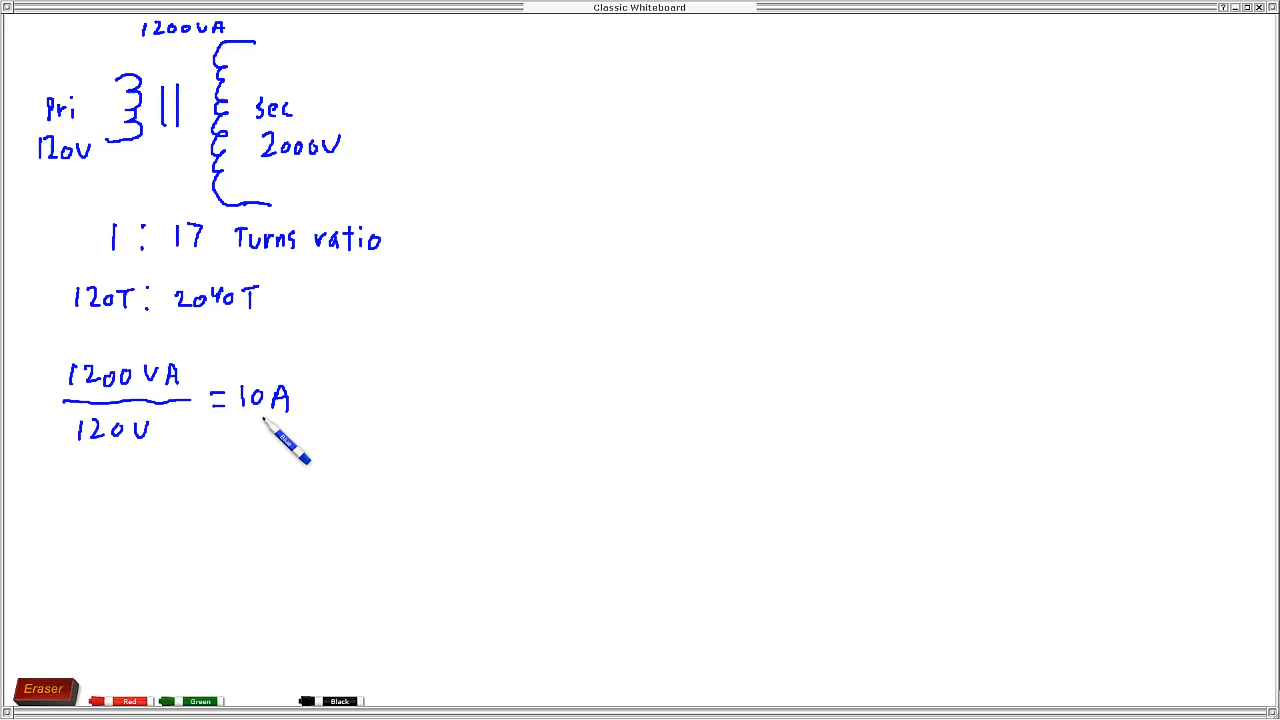 Classic Whiteboard
1200VA
Pri
120V
Sec
2000V
1 : 17 Turns ratio
120T : 2040T
1200VA
120V
= 10A
Eraser
Red
Green
Black